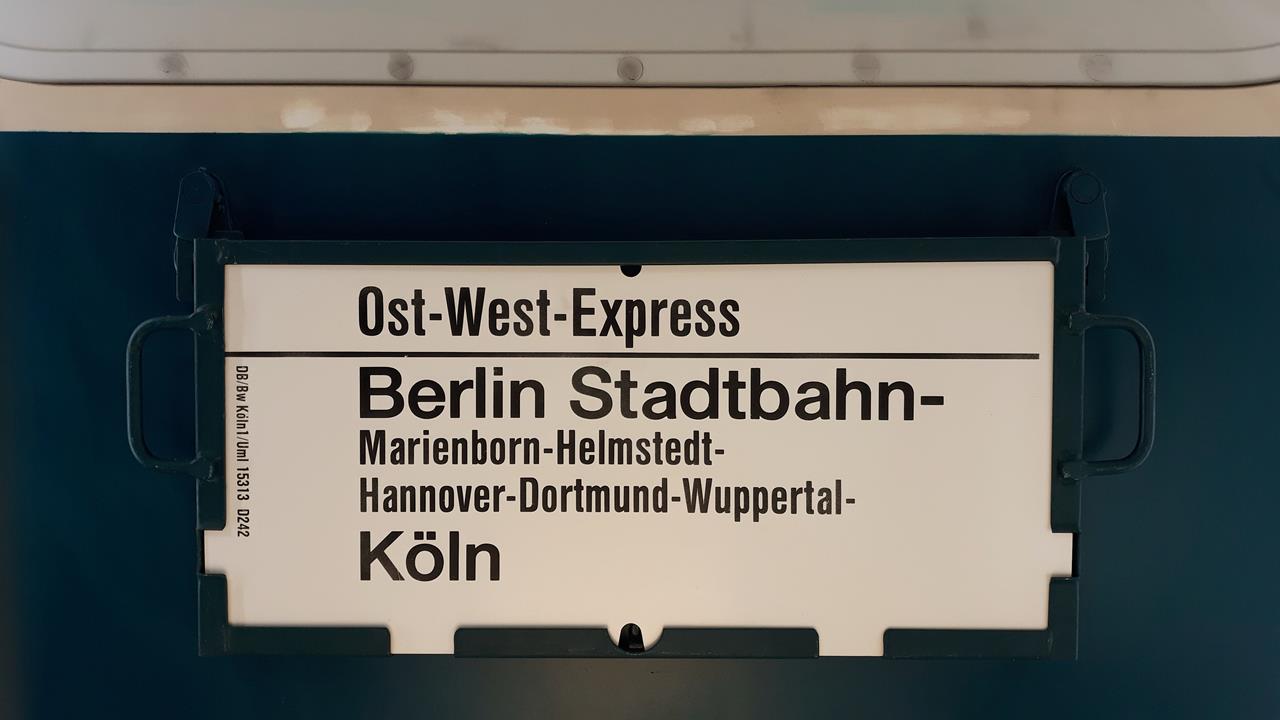 Ost-West-Express
Berlin Stadtbahn-
Marienborn-Helmstedt-
Hannover-Dortmund-Wuppertal-
Köln
DB/Bw Köln1/Uml 15313 D242